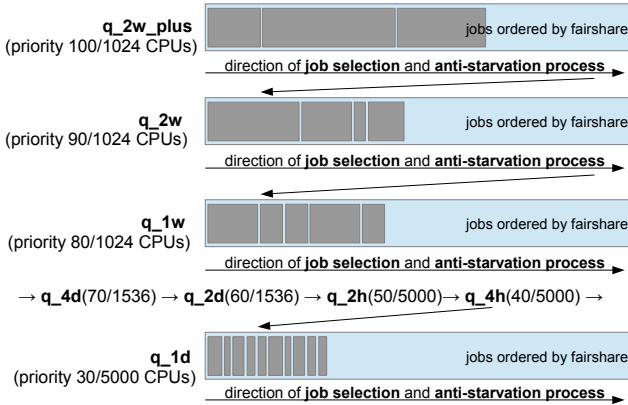 q_2w_plus
(priority 100/1024 CPUs)
jobs ordered by fairshare
direction of job selection and anti-starvation process
q_2w
(priority 90/1024 CPUs)
jobs ordered by fairshare
direction of job selection and anti-starvation process
q_1w
(priority 80/1024 CPUs)
jobs ordered by fairshare
direction of job selection and anti-starvation process
→ q_4d(70/1536) → q_2d(60/1536) → q_2h(50/5000)→ q_4h(40/5000) →
q_1d
(priority 30/5000 CPUs)
jobs ordered by fairshare
direction of job selection and anti-starvation process